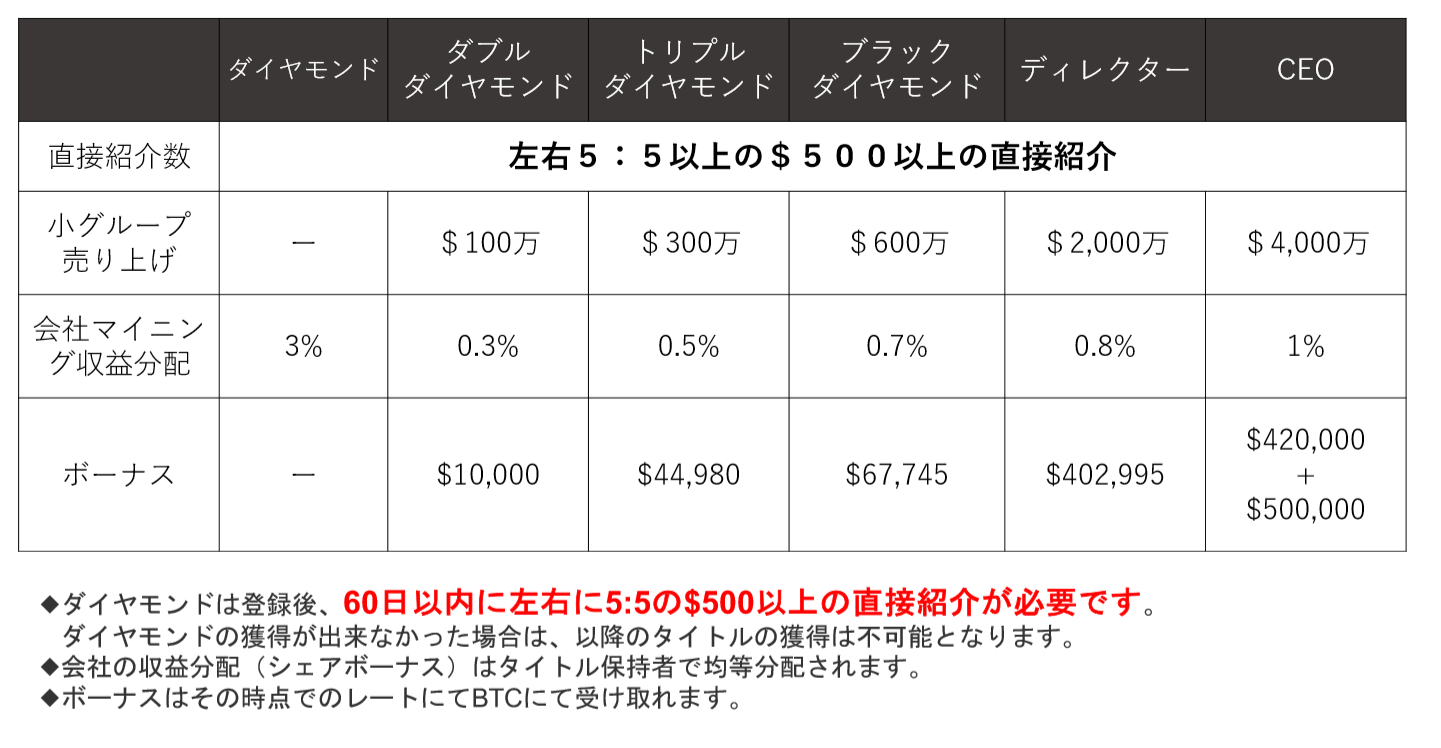 ダイヤモンド
ダブル
ダイヤモンド
トリプル
ダイヤモンド
ブラック
ダイヤモンド
ディレクター
CEO
直接紹介数
左右５：５以上の＄５００以上の直接紹介
小グループ
売り上げ
ー
＄100万
＄300万
＄600万
＄2,000万
＄4,000万
会社マイニン
グ収益分配
3%
0.3%
0.5%
0.7%
0.8%
1%
ボーナス
ー
$10,000
$44,980
$67,745
$402,995
$420,000
+
$500,000
◆ダイヤモンドは登録後、60日以内に左右に5:5の$500以上の直接紹介が必要です。
ダイヤモンドの獲得が出来なかった場合は、以降のタイトルの獲得は不可能となります。
◆会社の収益分配（シェアボーナス）はタイトル保持者で均等分配されます。
◆ボーナスはその時点でのレートにてBTCにて受け取れます。